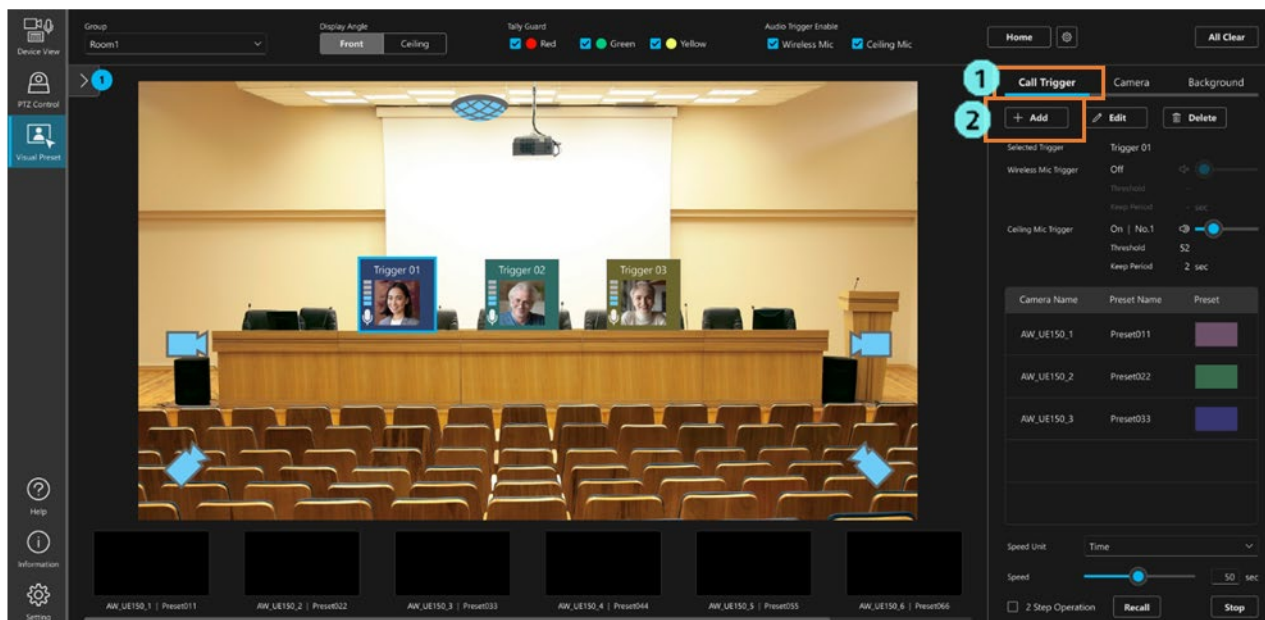 Device View
PTZ Control
Visual Preset
Help
Information
Setting
Group
Room1
Display Angle
Front Ceiling
Tally Guard
Red Green Yellow
Audio Trigger Enable
Wireless Mic Ceiling Mic
Home
All Clear
1
1
Call Trigger Camera Background
2
+ Add Edit Delete
Selected Trigger Trigger 01
Wireless Mic Trigger Off
Threshold -
Keep Period - sec
Ceiling Mic Trigger On | No.1
Threshold 52
Keep Period 2 sec
Camera Name Preset Name Preset
AW_UE150_1 Preset011
AW_UE150_2 Preset022
AW_UE150_3 Preset033
Trigger 01
Trigger 02
Trigger 03
AW_UE150_1 | Preset011
AW_UE150_2 | Preset022
AW_UE150_3 | Preset033
AW_UE150_4 | Preset044
AW_UE150_5 | Preset055
AW_UE150_6 | Preset066
Speed Unit Time
Speed 50 sec
2 Step Operation Recall Stop